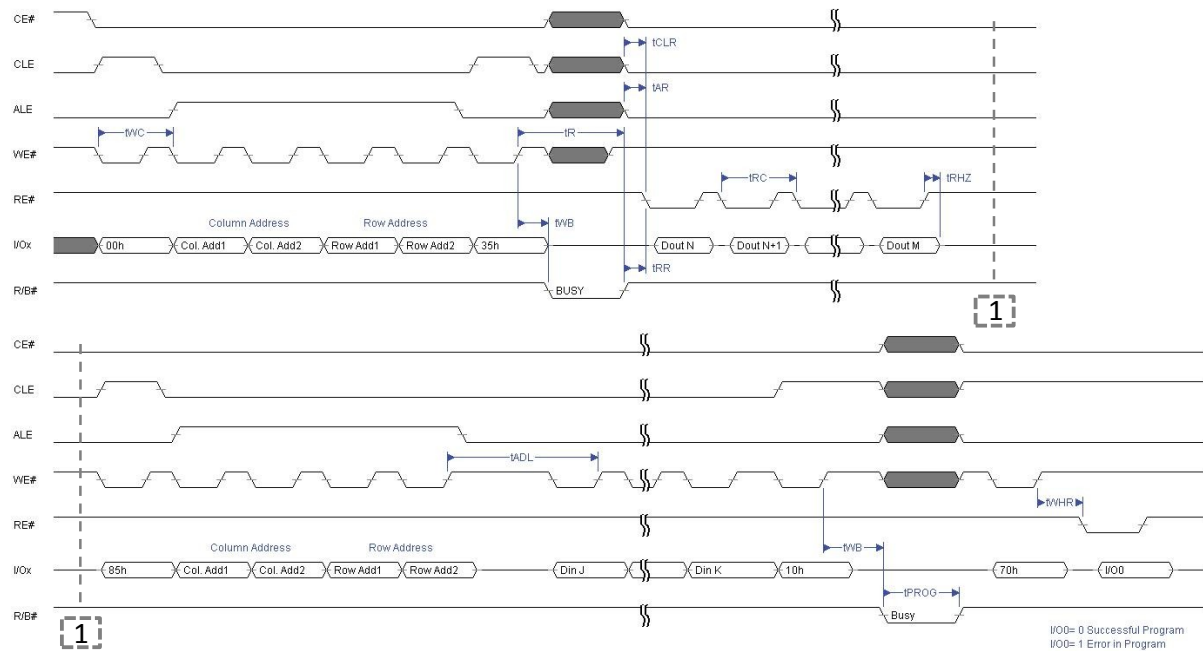 CE#
tCLR
CLE
tAR
ALE
tWC
tR
WE#
tRC
tRHZ
RE#
Column Address Row Address
tWB
I/Ox 00h Col. Add1 Col. Add2 Row Add1 Row Add2 35h Dout N Dout N+1 Dout M
tRR
R/B# BUSY
1
CE#
CLE
ALE
tADL
WE#
tWHR
RE#
Column Address Row Address
tWB
I/Ox 85h Col. Add1 Col. Add2 Row Add1 Row Add2 Din J Din K 10h 70h I/O0
tPROG
R/B# Busy
1
I/O0= 0 Successful Program
I/O0= 1 Error in Program